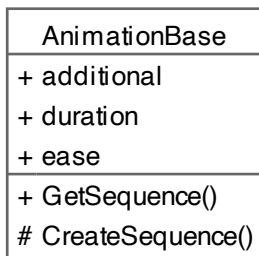 AnimationBase
+ additional
+ duration
+ ease
+ GetSequence()
# CreateSequence()